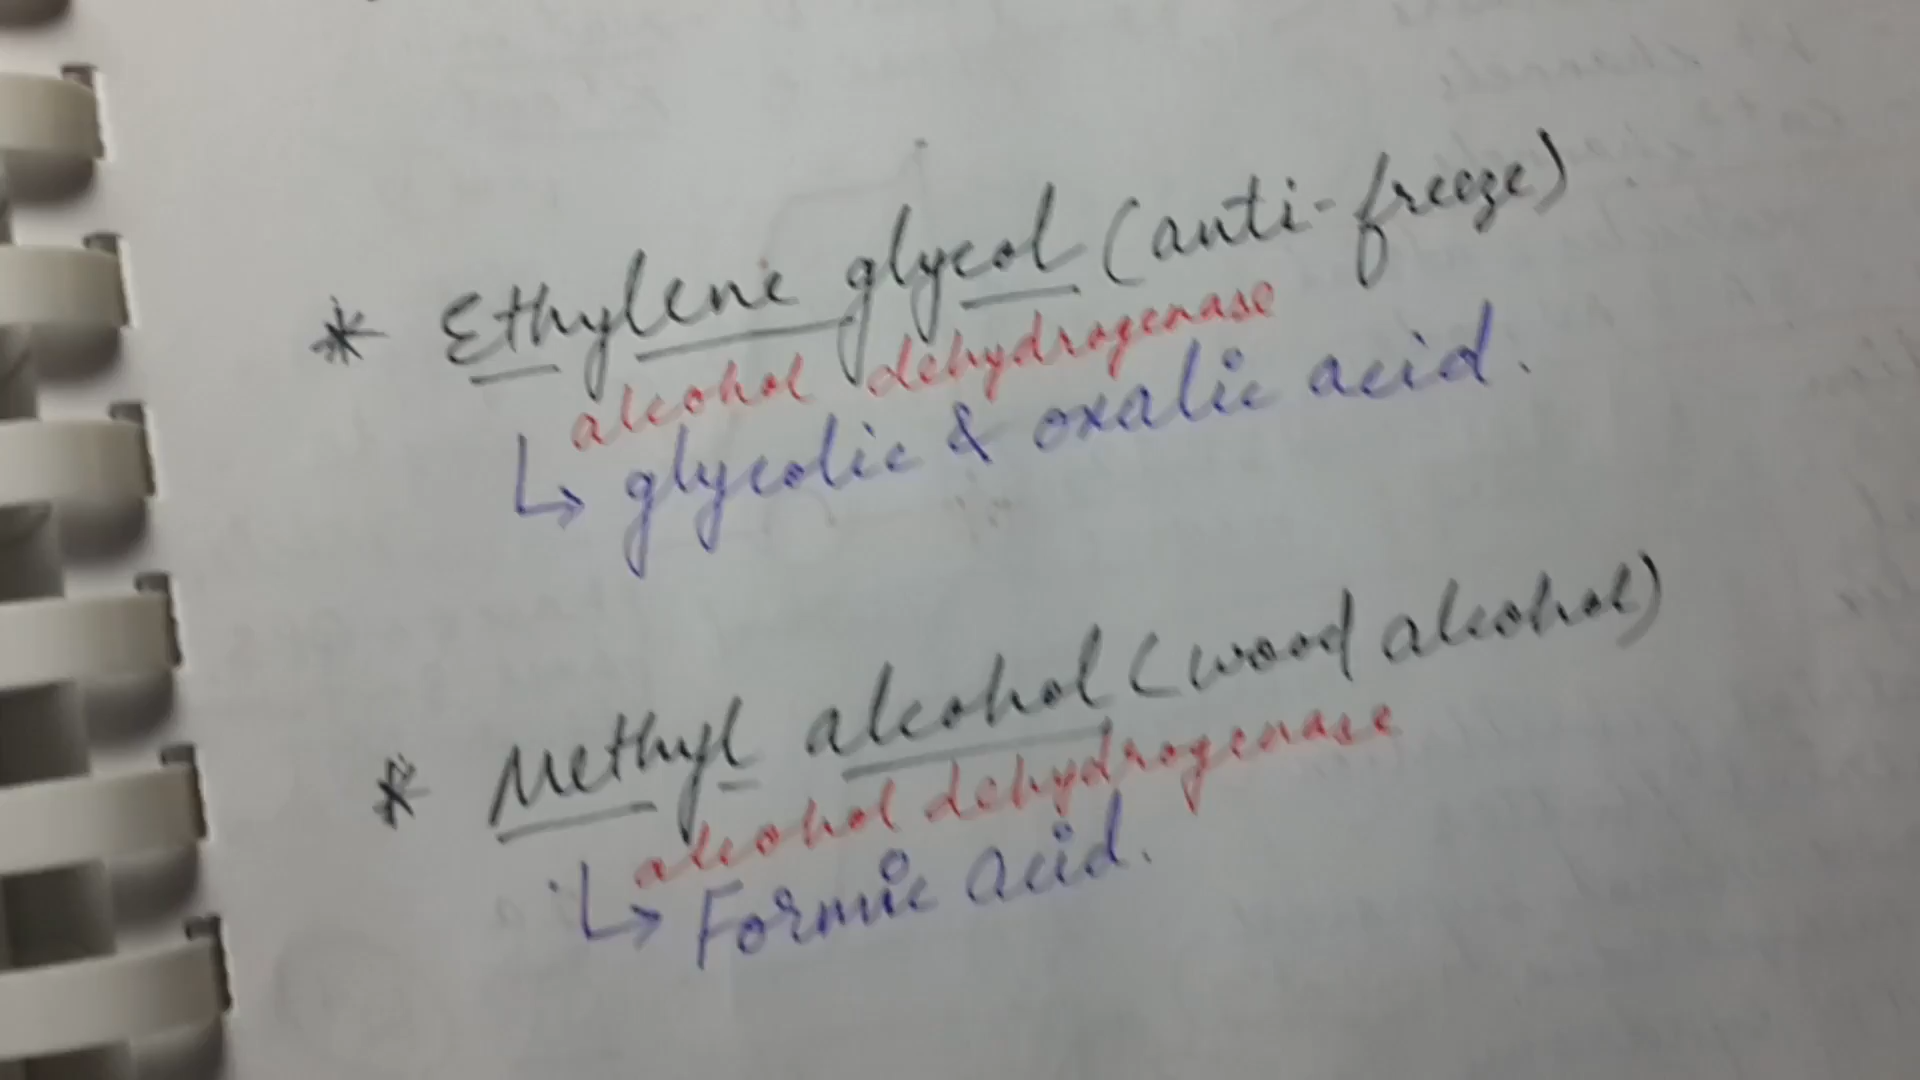 * Ethylene glycol (anti-freeze)
alcohol dehydrogenase
↳ glycolic & oxalic acid.
* Methyl alcohol (wood alcohol)
alcohol dehydrogenase
↳ Formic acid.